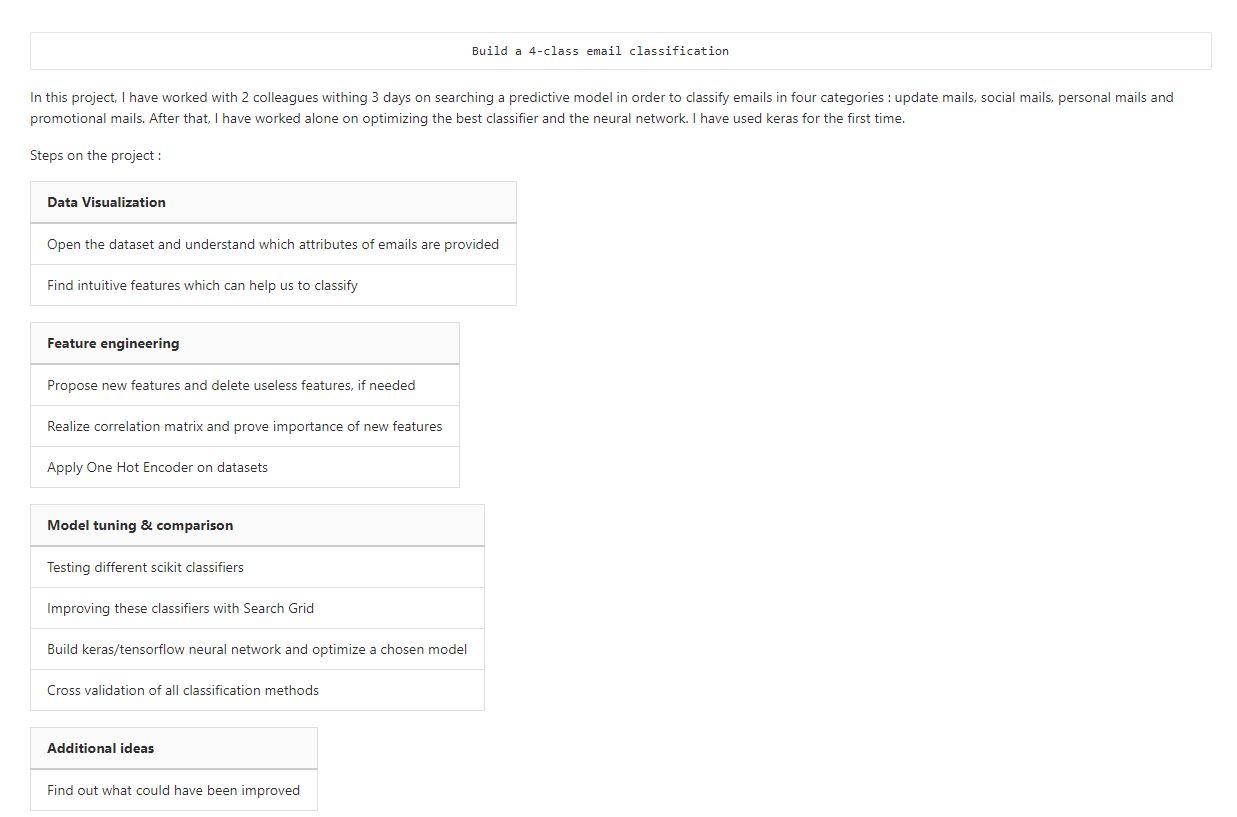 Build a 4-class email classification
In this project, I have worked with 2 colleagues withing 3 days on searching a predictive model in order to classify emails in four categories : update mails, social mails, personal mails and
promotional mails. After that, I have worked alone on optimizing the best classifier and the neural network. I have used keras for the first time.
Steps on the project :
Data Visualization
Open the dataset and understand which attributes of emails are provided
Find intuitive features which can help us to classify
Feature engineering
Propose new features and delete useless features, if needed
Realize correlation matrix and prove importance of new features
Apply One Hot Encoder on datasets
Model tuning & comparison
Testing different scikit classifiers
Improving these classifiers with Search Grid
Build keras/tensorflow neural network and optimize a chosen model
Cross validation of all classification methods
Additional ideas
Find out what could have been improved